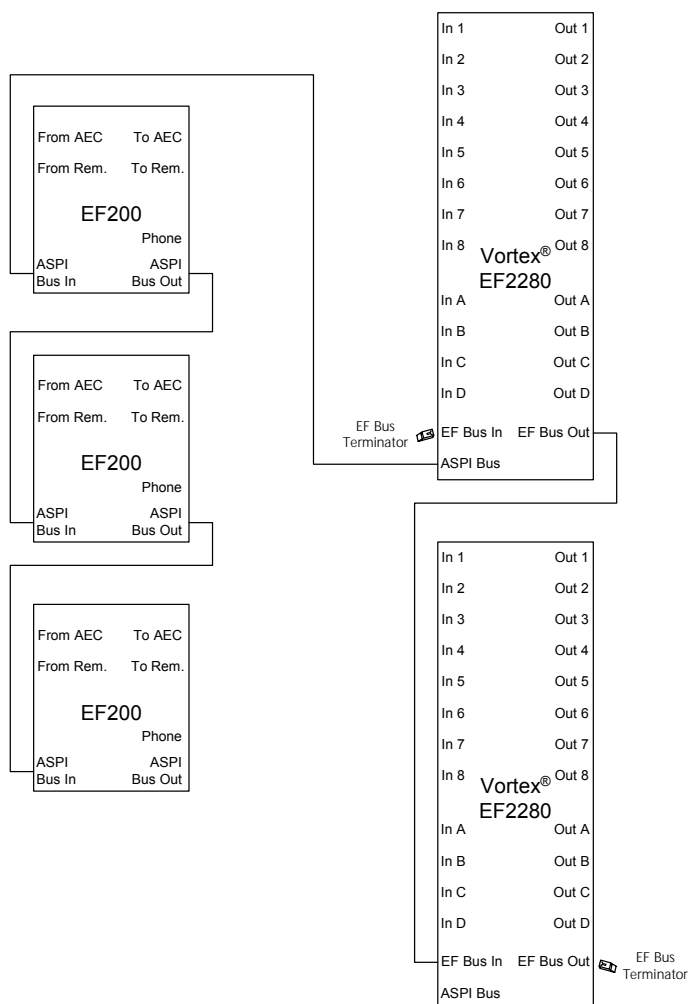 In 1 Out 1
In 2 Out 2
In 3 Out 3
In 4 Out 4
In 5 Out 5
In 6 Out 6
In 7 Out 7
In 8 Out 8
Vortex®
EF2280
In A Out A
In B Out B
In C Out C
In D Out D
EF Bus
Terminator
EF Bus In EF Bus Out
ASPI Bus
From AEC To AEC
From Rem. To Rem.
EF200
Phone
ASPI ASPI
Bus In Bus Out
From AEC To AEC
From Rem. To Rem.
EF200
Phone
ASPI ASPI
Bus In Bus Out
From AEC To AEC
From Rem. To Rem.
EF200
Phone
ASPI ASPI
Bus In Bus Out
In 1 Out 1
In 2 Out 2
In 3 Out 3
In 4 Out 4
In 5 Out 5
In 6 Out 6
In 7 Out 7
In 8 Out 8
Vortex®
EF2280
In A Out A
In B Out B
In C Out C
In D Out D
EF Bus In EF Bus Out
EF Bus
Terminator
ASPI Bus